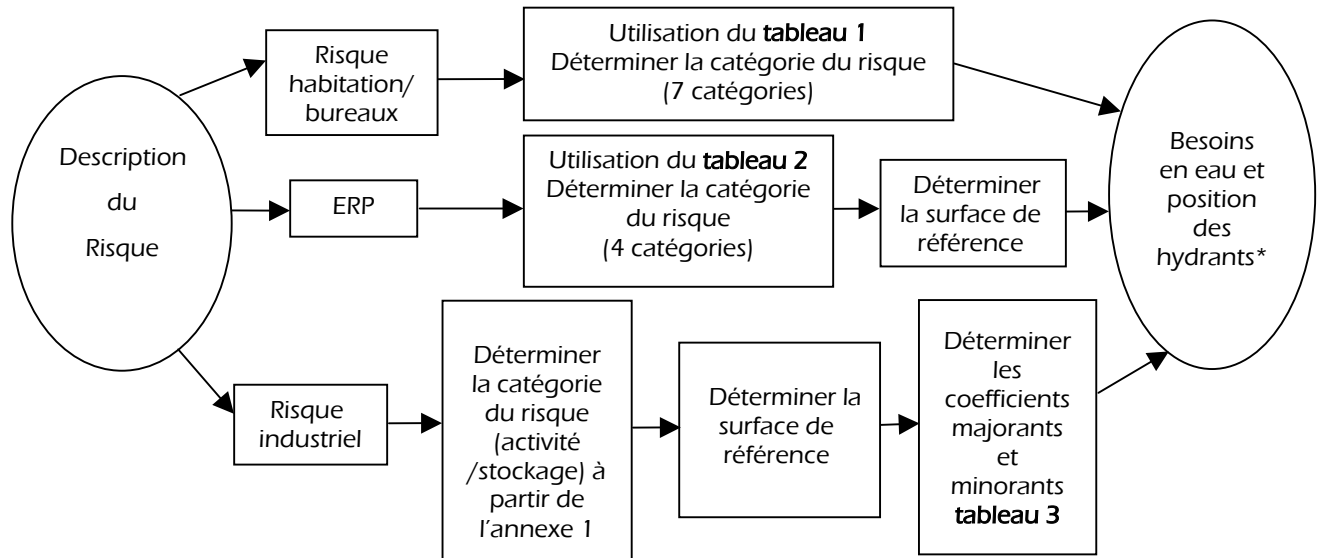 Description
du
Risque
Risque
habitation/
bureaux
Utilisation du tableau 1
Déterminer la catégorie du risque
(7 catégories)
ERP
Utilisation du tableau 2
Déterminer la catégorie
du risque
(4 catégories)
Déterminer
la surface de
référence
Risque
industriel
Déterminer
la catégorie
du risque
(activité
/stockage) à
partir de
l'annexe 1
Déterminer la
surface de
référence
Déterminer
les
coefficients
majorants
et
minorants
tableau 3
Besoins
en eau et
position
des
hydrants*